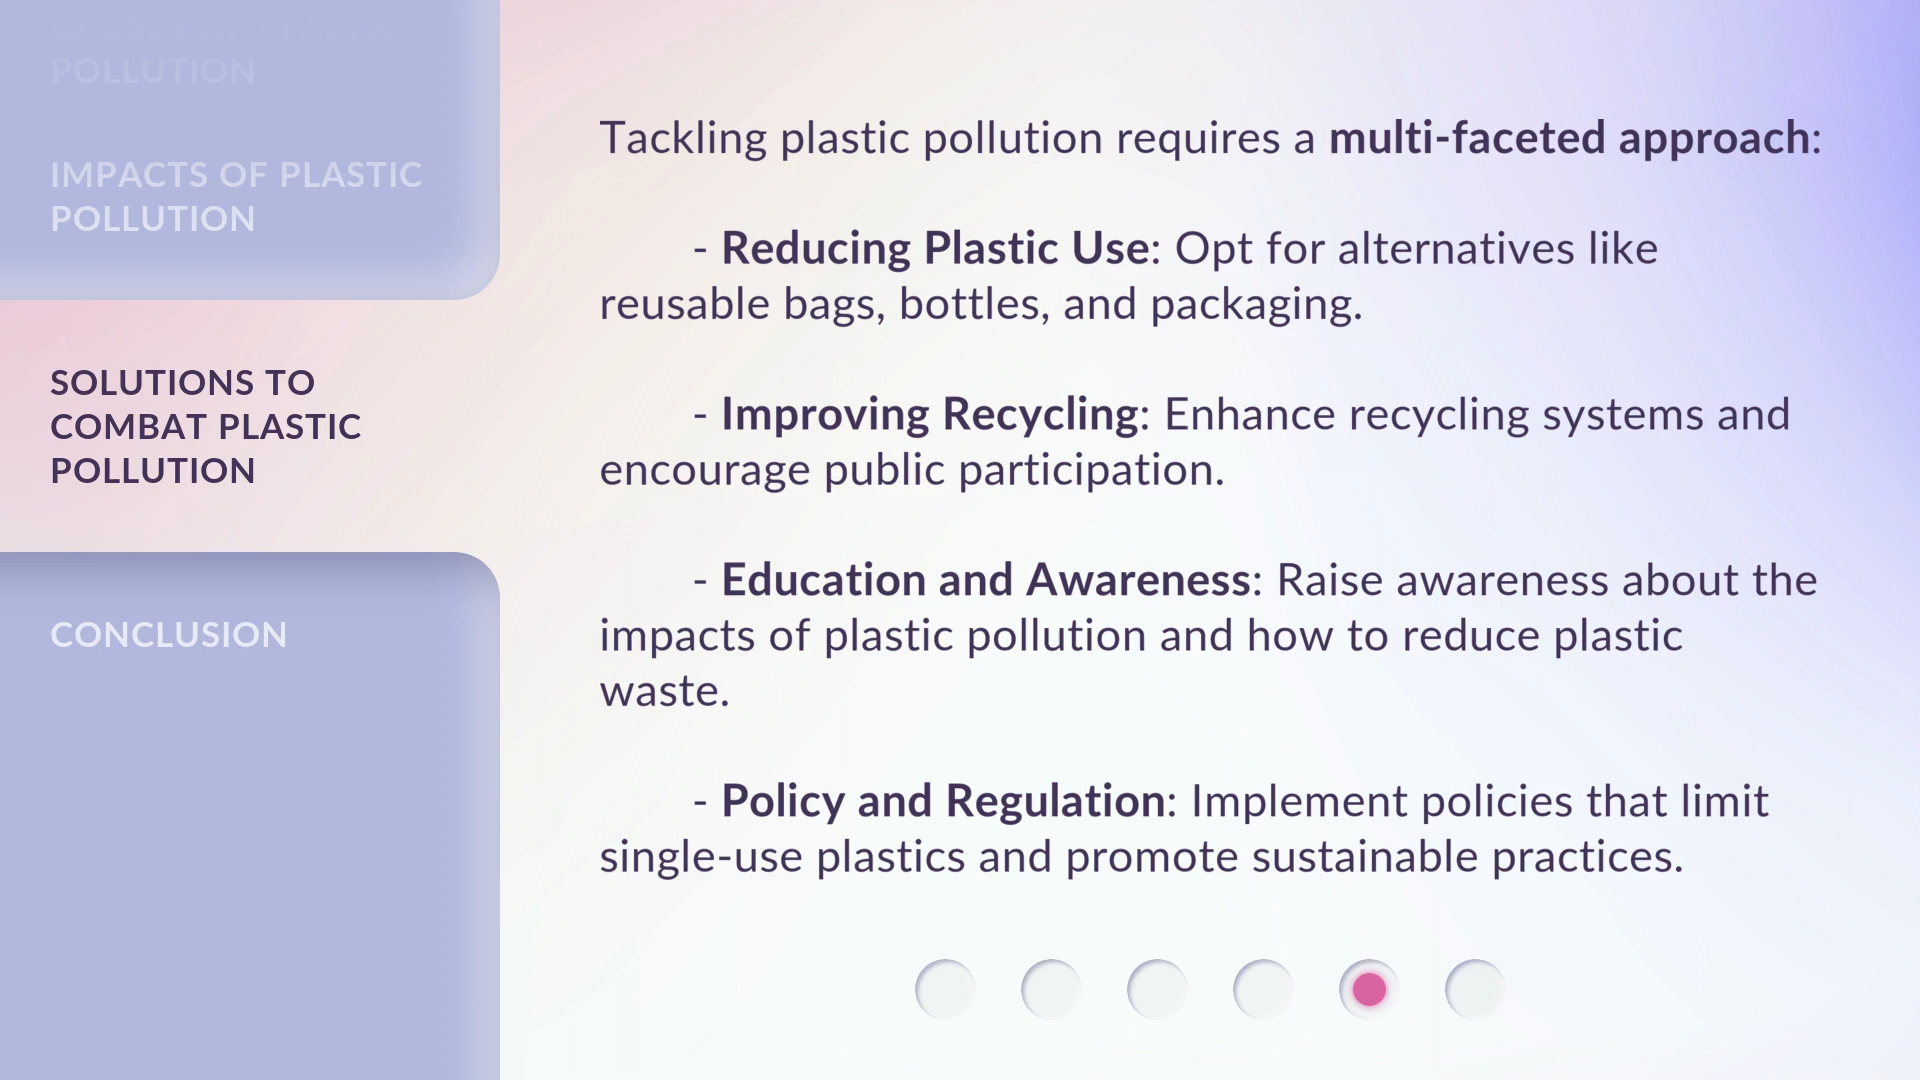 CAUSES OF PLASTIC
POLLUTION
IMPACTS OF PLASTIC
POLLUTION
SOLUTIONS TO
COMBAT PLASTIC
POLLUTION
CONCLUSION
Tackling plastic pollution requires a multi-faceted approach:
- Reducing Plastic Use: Opt for alternatives like
reusable bags, bottles, and packaging.
- Improving Recycling: Enhance recycling systems and
encourage public participation.
- Education and Awareness: Raise awareness about the
impacts of plastic pollution and how to reduce plastic
waste.
- Policy and Regulation: Implement policies that limit
single-use plastics and promote sustainable practices.